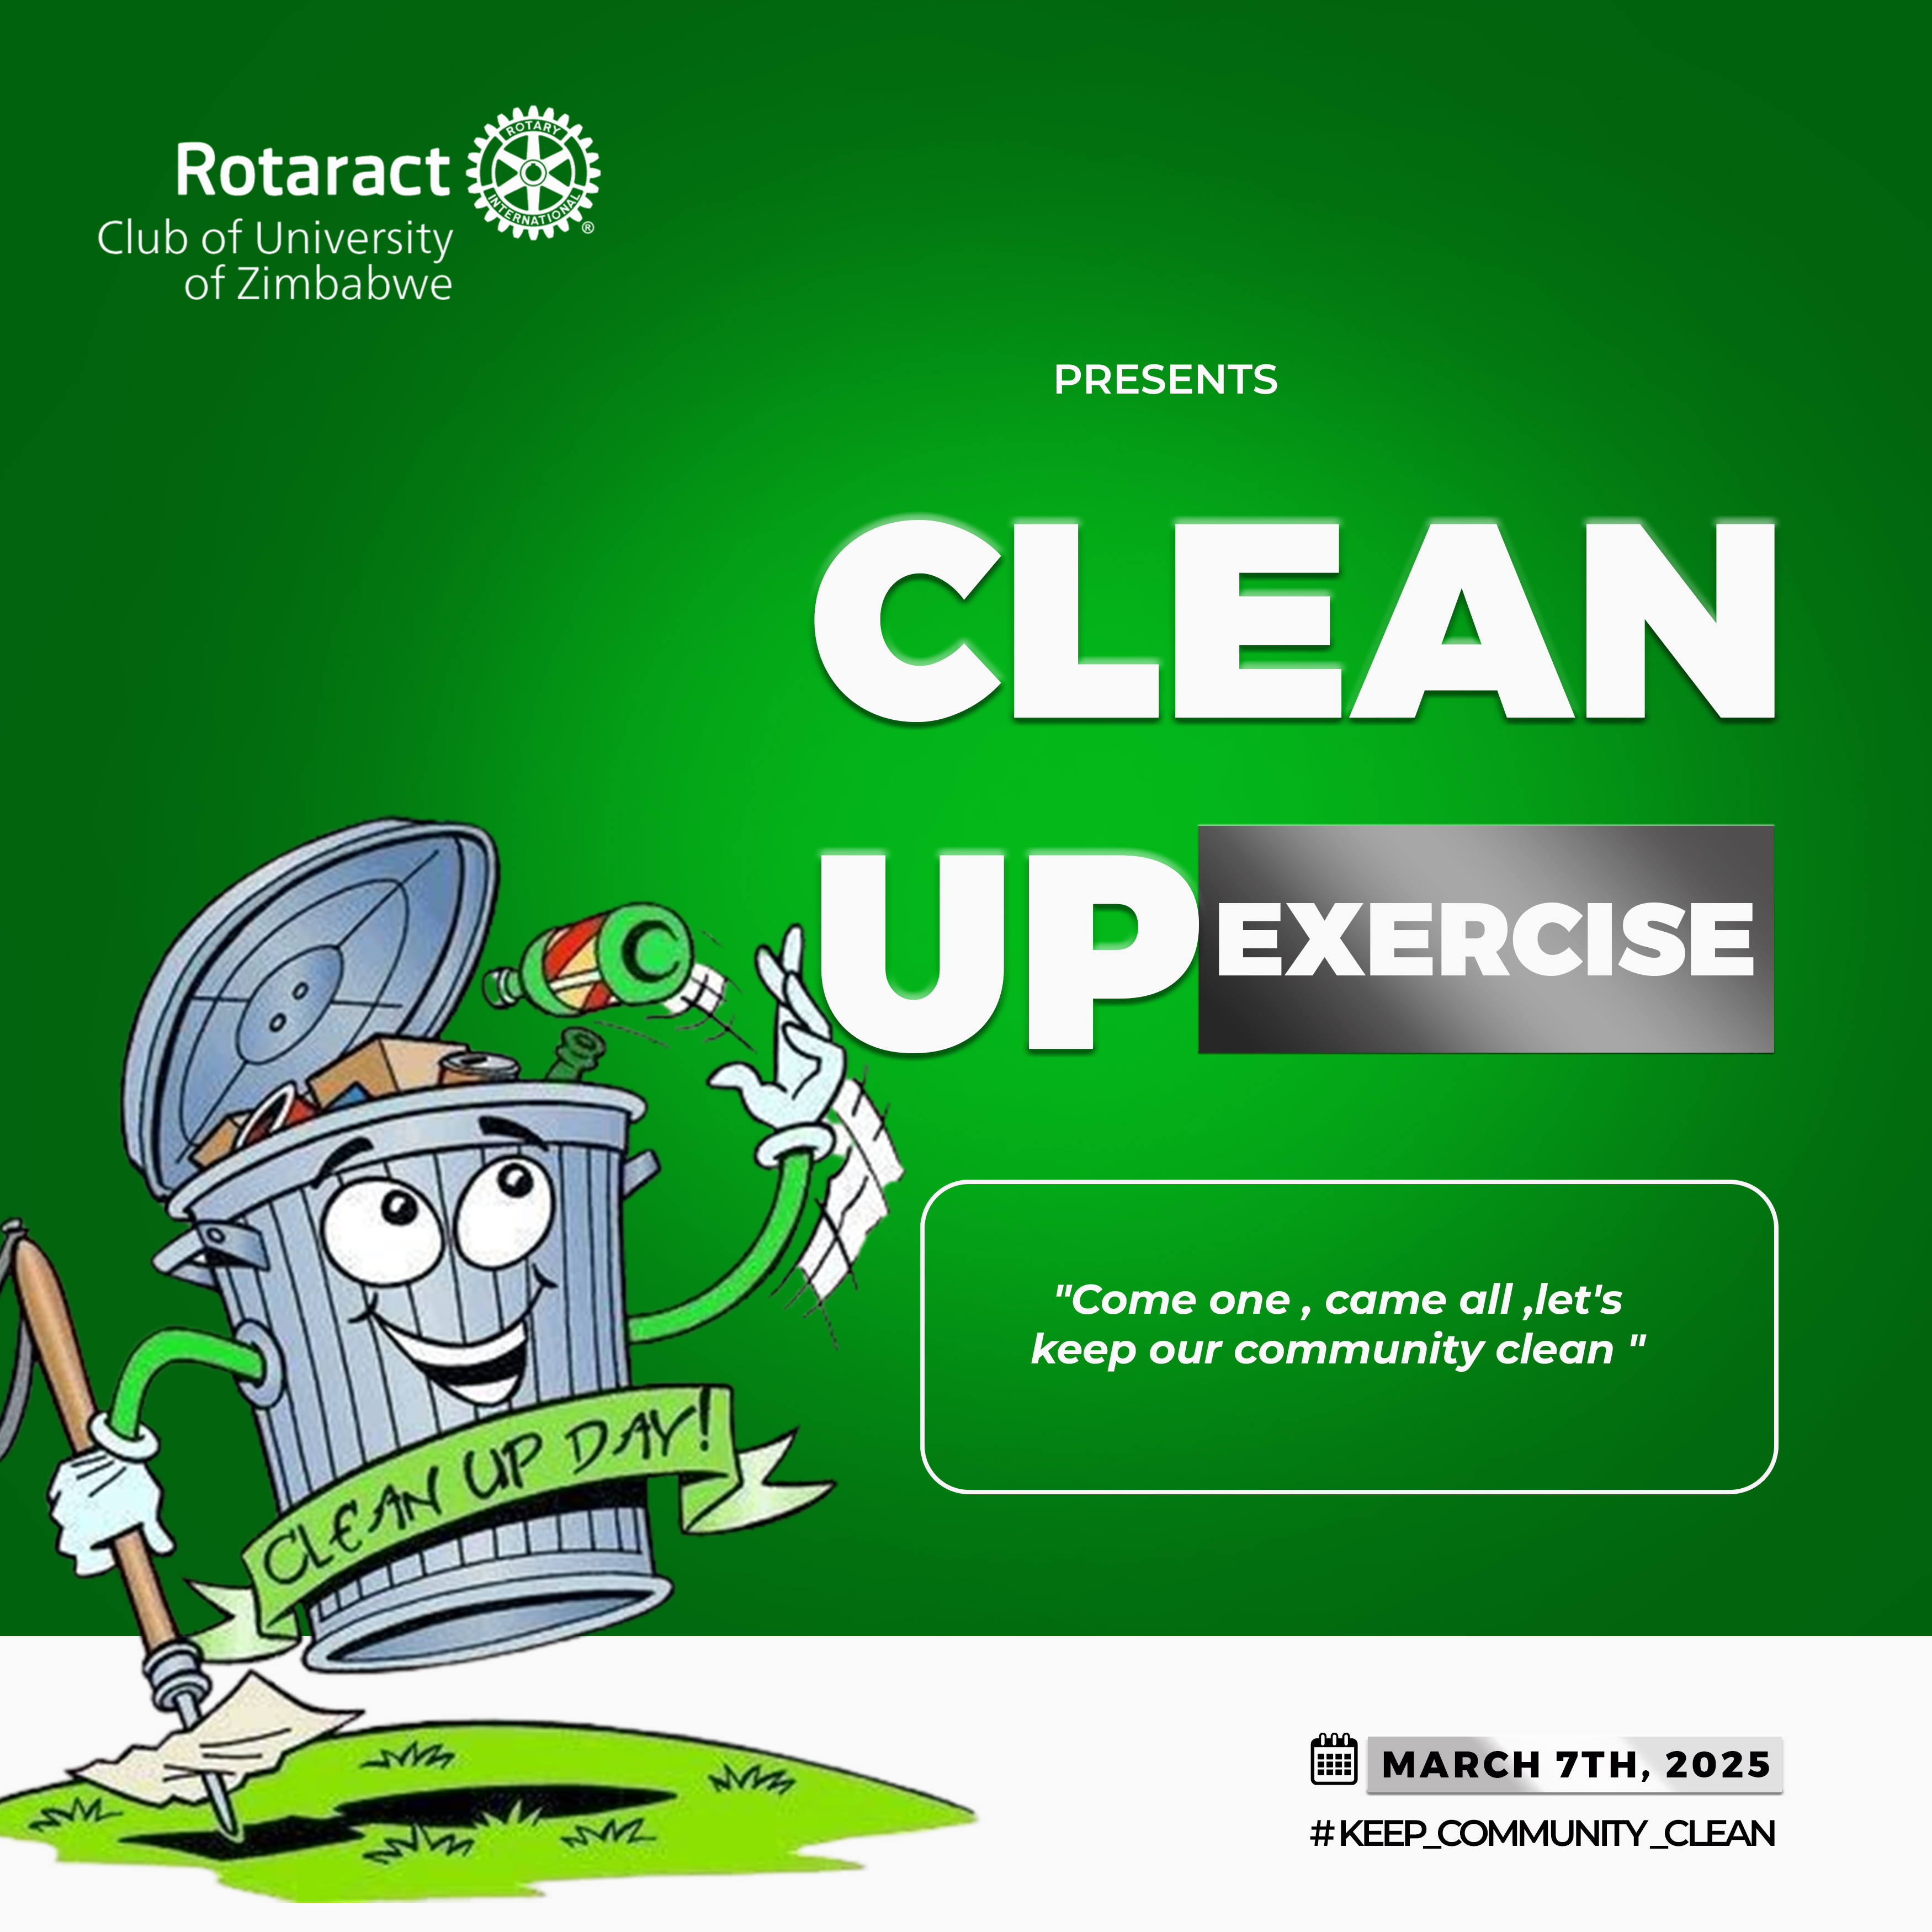 Rotaract
ROTARY
INTERNATIONAL
®
Club of University
of Zimbabwe
PRESENTS
CLEAN
UP EXERCISE
"Come one , came all ,let's
keep our community clean "
CLEAN UP DAY!
MARCH 7TH, 2025
#KEEP_COMMUNITY_CLEAN